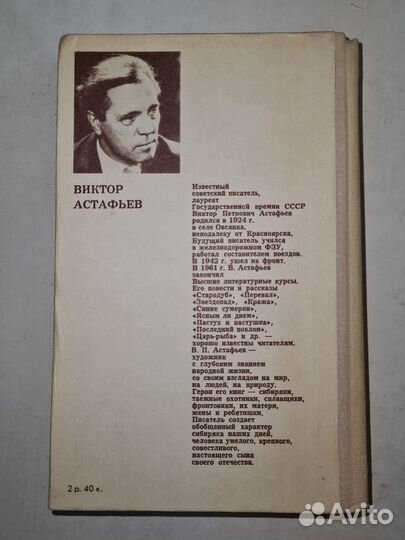 ВИКТОР
АСТАФЬЕВ
Известный
советский писатель,
лауреат
Государственной премии СССР
Виктор Петрович Астафьев
родился в 1924 г.
в селе Овсянка,
неподалеку от Красноярска,
Будущий писатель учился
в железнодорожном ФЗУ,
работал составителем поездов.
В 1942 г. ушел на фронт.
В 1961 г. В. Астафьев
закончил
Высшие литературные курсы.
Его повести и рассказы
«Стародуб», «Перевал»,
«Звездопад», «Кража»,
«Синие сумерки»,
«Ясным ли днем»,
«Пастух и пастушка»,
«Последний поклон»,
«Царь-рыба» и др. —
хорошо известны читателям.
В. П. Астафьев —
художник
с глубоким знанием
народной жизни,
со своим взглядом на мир,
на людей, на природу.
Герои его книг — сибиряки,
таежные охотники, сплавщики,
фронтовики, их матери,
жены и ребятишки.
Писатель создает
обобщенный характер
сибиряка наших дней,
человека умелого, крепкого,
совестливого,
настоящего сына
своего отечества.
2 р. 40 к.
Avito